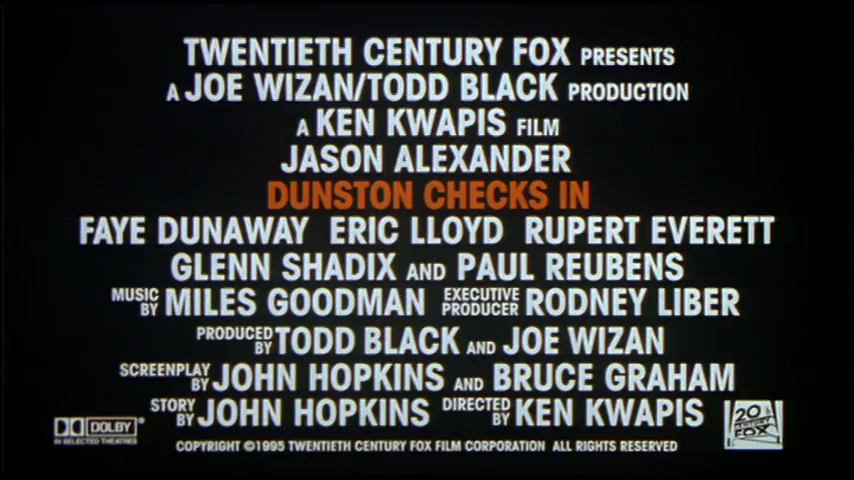 TWENTIETH CENTURY FOX PRESENTS
A JOE WIZAN/TODD BLACK PRODUCTION
A KEN KWAPIS FILM
JASON ALEXANDER
DUNSTON CHECKS IN
FAYE DUNAWAY ERIC LLOYD RUPERT EVERETT
GLENN SHADIX AND PAUL REUBENS
MUSIC BY MILES GOODMAN EXECUTIVE PRODUCER RODNEY LIBER
PRODUCED BY TODD BLACK AND JOE WIZAN
SCREENPLAY BY JOHN HOPKINS AND BRUCE GRAHAM
STORY BY JOHN HOPKINS DIRECTED BY KEN KWAPIS
DOLBY®
IN SELECTED THEATRES
20
CENTURY
FOX
COPYRIGHT ©1995 TWENTIETH CENTURY FOX FILM CORPORATION ALL RIGHTS RESERVED